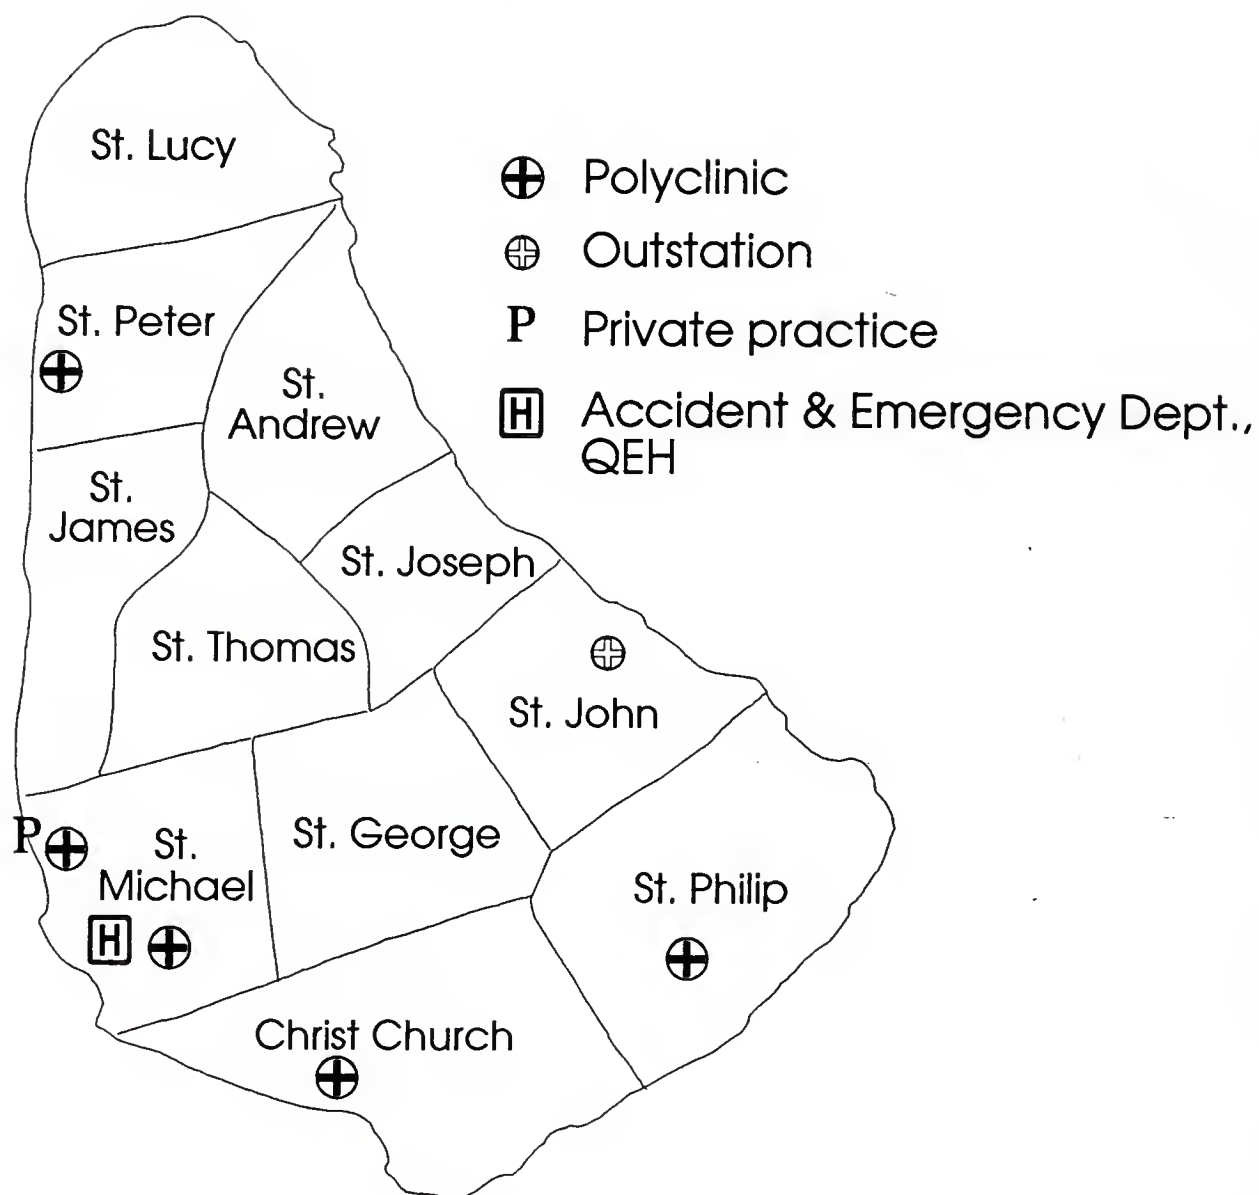 St. Lucy
St. Peter
St.
Andrew
St.
James
St. Joseph
St. Thomas
St. John
P
St.
Michael
St. George
St. Philip
H
Christ Church
Polyclinic
Outstation
P Private practice
H Accident & Emergency Dept.,
QEH